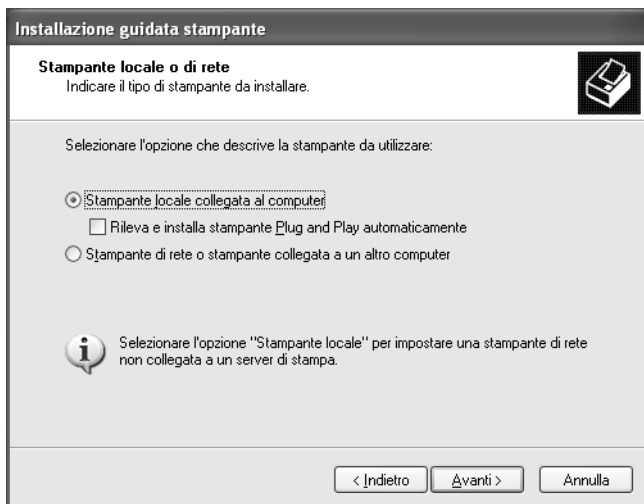 Installazione guidata stampante
Stampante locale o di rete
Indicare il tipo di stampante da installare.
Selezionare l'opzione che descrive la stampante da utilizzare:
Stampante locale collegata al computer
Rileva e installa stampante Plug and Play automaticamente
Stampante di rete o stampante collegata a un altro computer
Selezionare l'opzione "Stampante locale" per impostare una stampante di rete
non collegata a un server di stampa.
< Indietro Avanti > Annulla